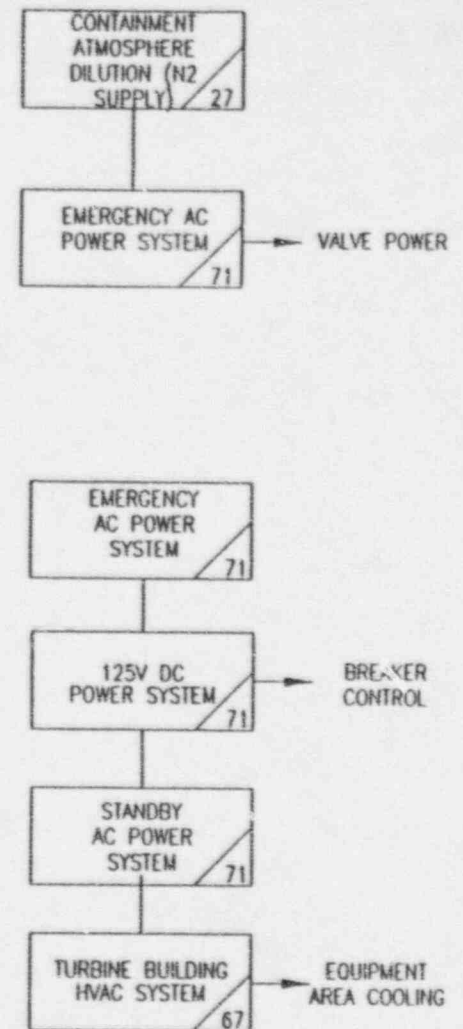 CONTAINMENT
ATMOSPHERE
DILUTION (N2
SUPPLY) 27
EMERGENCY AC
POWER SYSTEM
71
VALVE POWER
EMERGENCY
AC POWER
SYSTEM
71
125V DC
POWER SYSTEM
71
BREAKER
CONTROL
STANDBY
AC POWER
SYSTEM
71
TURBINE BUILDING
HVAC SYSTEM
67
EQUIPMENT
AREA COOLING